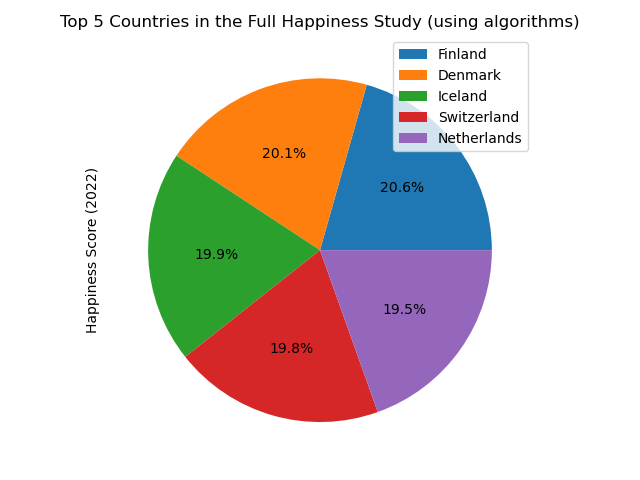 Top 5 Countries in the Full Happiness Study (using algorithms)
Finland
Denmark
Iceland
Switzerland
Netherlands
20.1%
20.6%
19.9%
19.8%
19.5%
Happiness Score (2022)